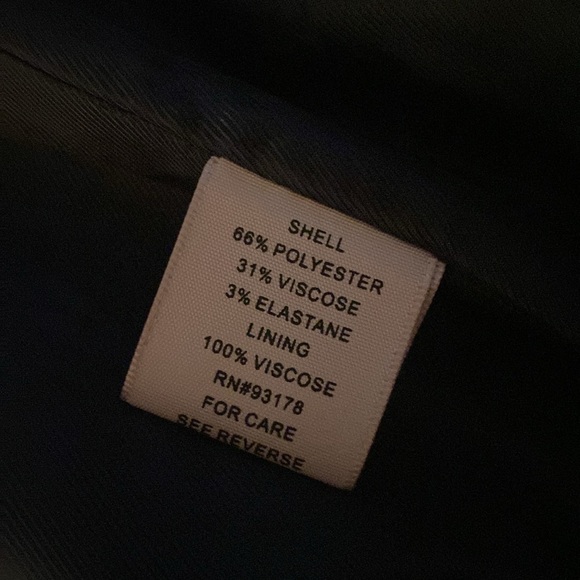 SHELL
66% POLYESTER
31% VISCOSE
3% ELASTANE
LINING
100% VISCOSE
RN#93178
FOR CARE
SEE REVERSE